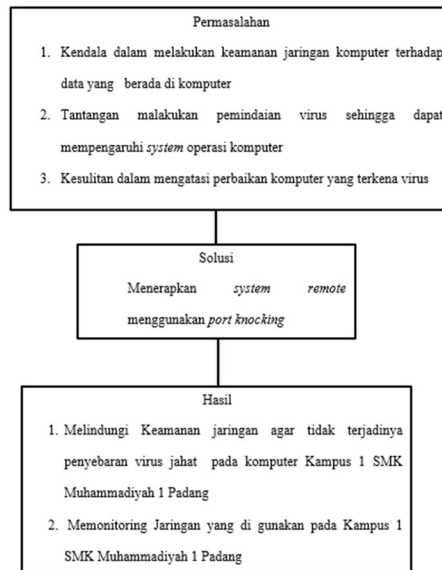 Permasalahan
1. Kendala dalam melakukan keamanan jaringan komputer terhadap
data yang berada di komputer
2. Tantangan malakukan pemindaian virus sehingga dapat
mempengaruhi system operasi komputer
3. Kesulitan dalam mengatasi perbaikan komputer yang terkena virus
Solusi
Menerapkan system remote
menggunakan port knocking
Hasil
1. Melindungi Keamanan jaringan agar tidak terjadinya
penyebaran virus jahat pada komputer Kampus 1 SMK
Muhammadiyah 1 Padang
2. Memonitoring Jaringan yang di gunakan pada Kampus 1
SMK Muhammadiyah 1 Padang